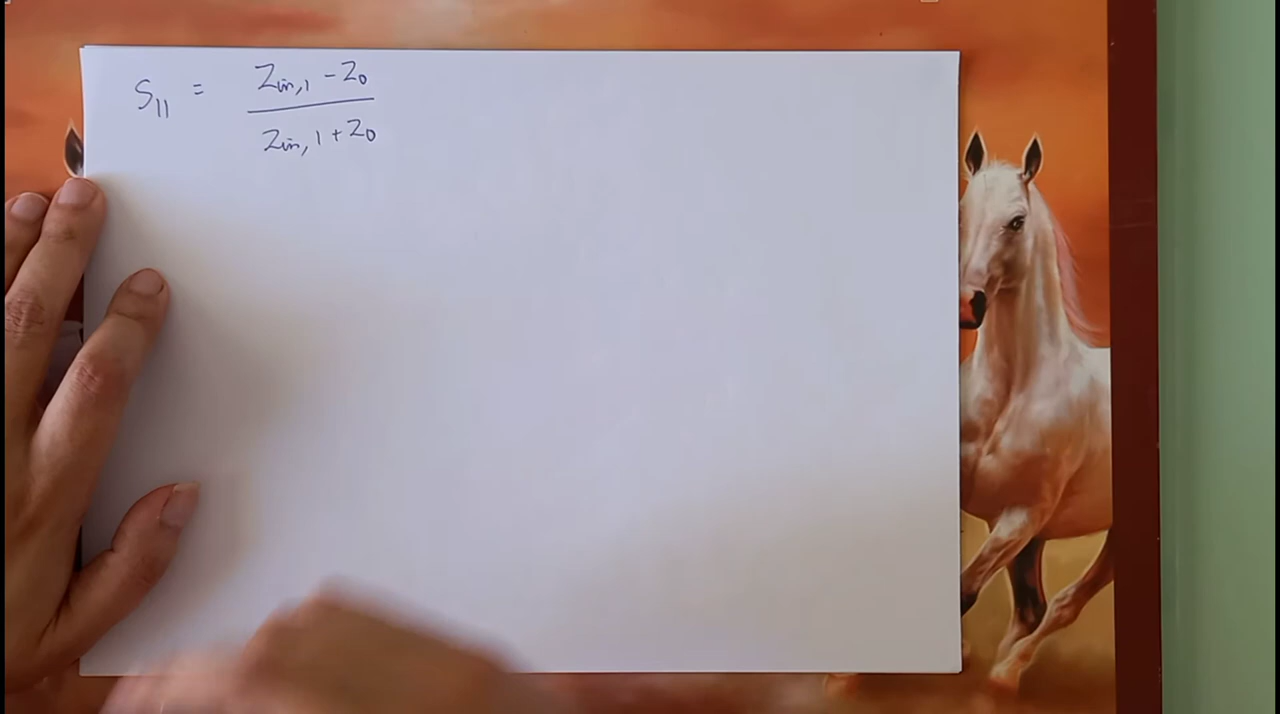 S₁₁ = (Zin,1 - Z₀) / (Zin,1 + Z₀)